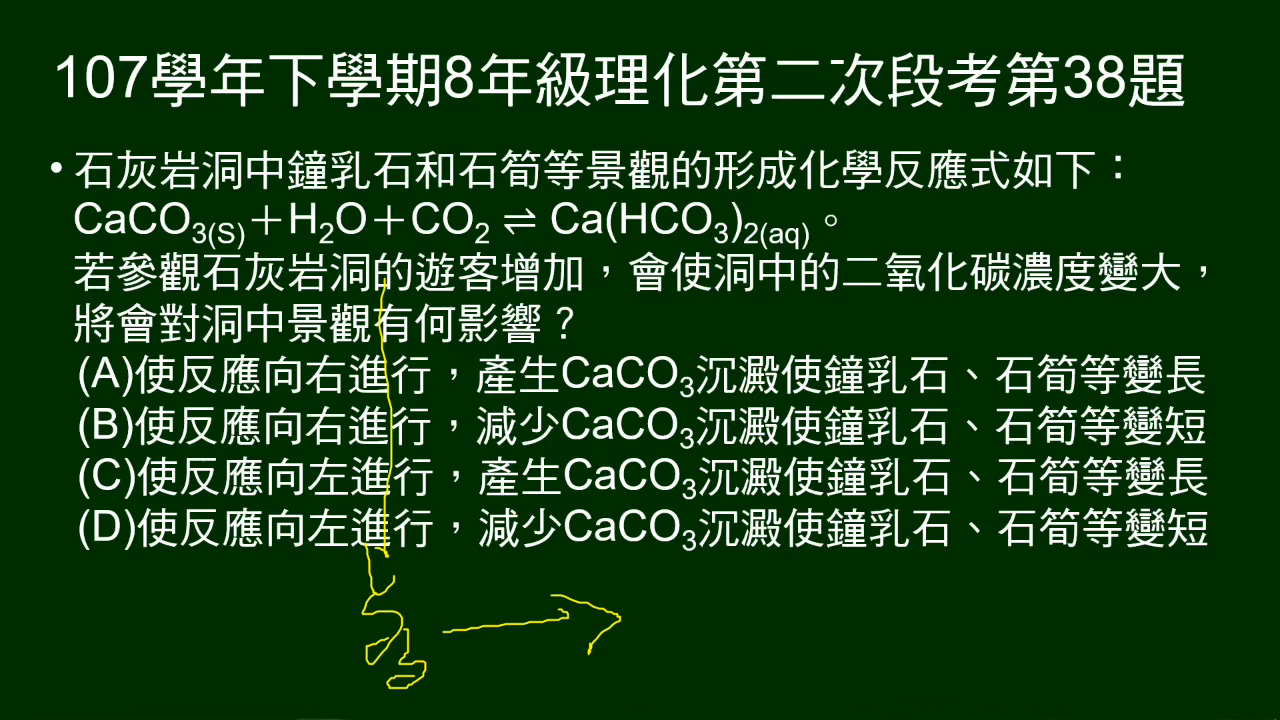 107學年下學期8年級理化第二次段考第38題
• 石灰岩洞中鐘乳石和石筍等景觀的形成化學反應式如下：
CaCO₃(S)＋H₂O＋CO₂ ⇌ Ca(HCO₃)₂(aq)。
若參觀石灰岩洞的遊客增加，會使洞中的二氧化碳濃度變大，
將會對洞中景觀有何影響？
(A)使反應向右進行，產生CaCO₃沉澱使鐘乳石、石筍等變長
(B)使反應向右進行，減少CaCO₃沉澱使鐘乳石、石筍等變短
(C)使反應向左進行，產生CaCO₃沉澱使鐘乳石、石筍等變長
(D)使反應向左進行，減少CaCO₃沉澱使鐘乳石、石筍等變短